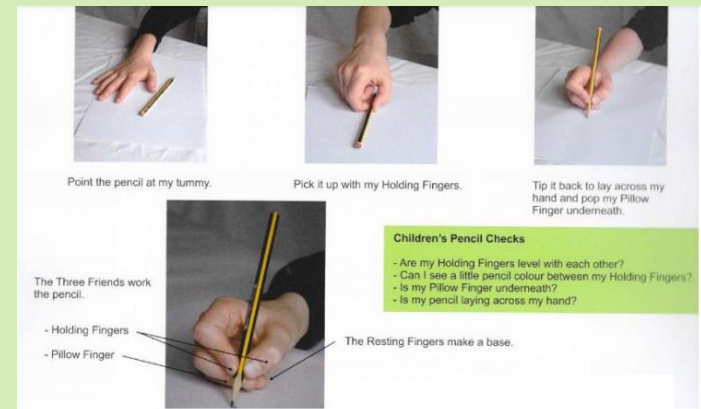 Point the pencil at my tummy.
Pick it up with my Holding Fingers.
Tip it back to lay across my
hand and pop my Pillow
Finger underneath.
Children's Pencil Checks
- Are my Holding Fingers level with each other?
- Can I see a little pencil colour between my Holding Fingers?
- Is my Pillow Finger underneath?
- Is my pencil laying across my hand?
The Three Friends work
the pencil.
- Holding Fingers
- Pillow Finger
The Resting Fingers make a base.